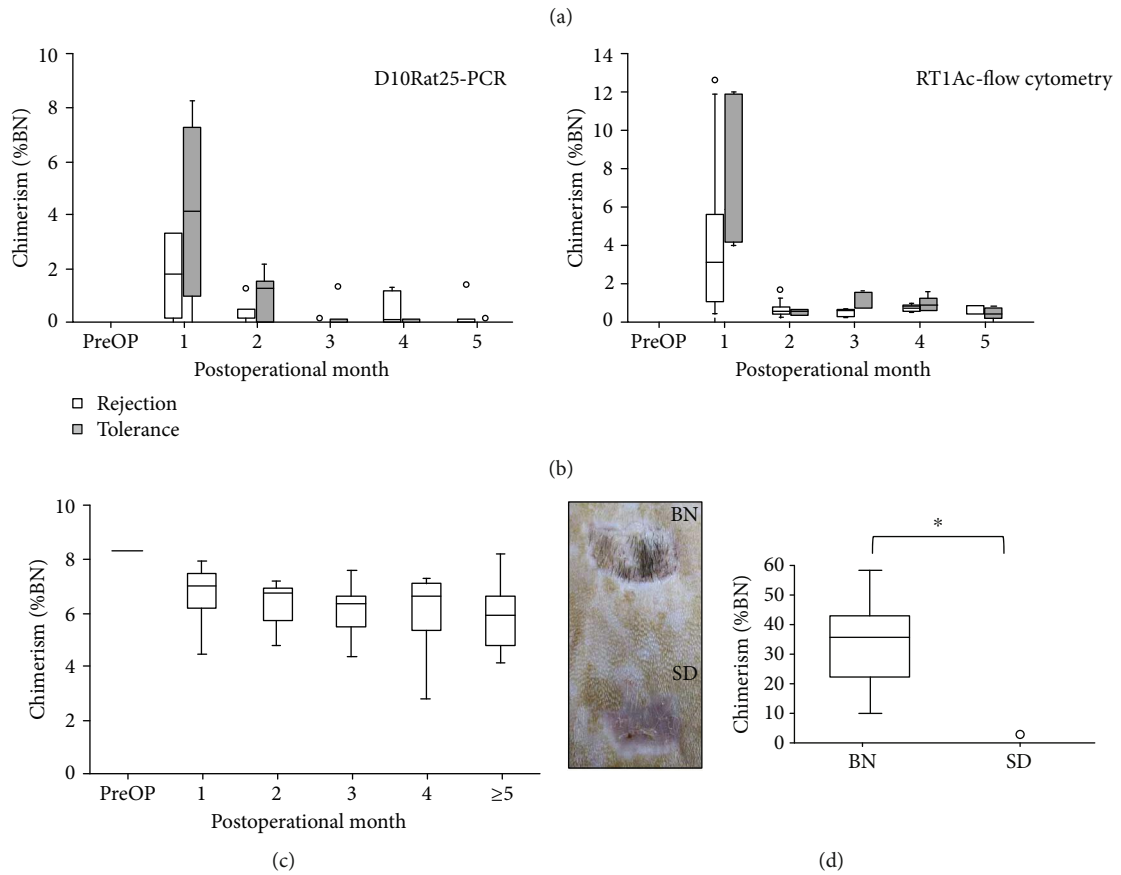 (a)
D10Rat25-PCR
Chimerism (%BN)
10
8
6
4
2
0
PreOP 1 2 3 4 5
Postoperational month
Rejection
Tolerance
RT1Ac-flow cytometry
Chimerism (%BN)
14
12
10
8
6
4
2
0
PreOP 1 2 3 4 5
Postoperational month
(b)
Chimerism (%BN)
10
8
6
4
2
0
PreOP 1 2 3 4 ≥5
Postoperational month
(c)
BN
SD
*
Chimerism (%BN)
60
50
40
30
20
10
0
BN SD
(d)